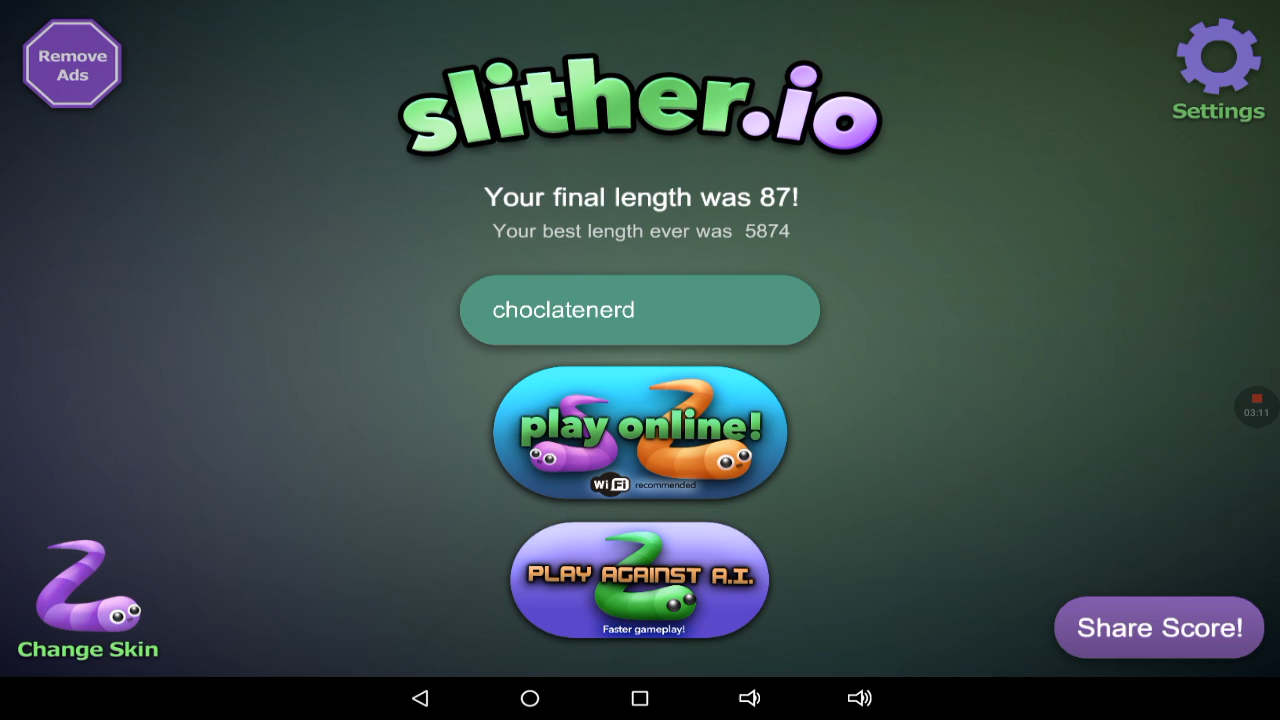 Remove
Ads
slither.io
Settings
Your final length was 87!
Your best length ever was 5874
choclatenerd
play online!
WiFi recommended
03:11
PLAY AGAINST A.I.
Faster gameplay!
Change Skin
Share Score!